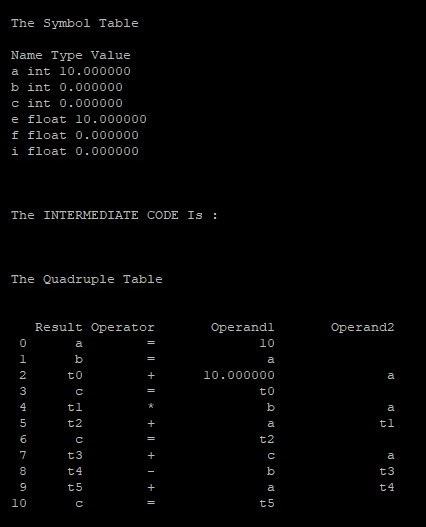 The Symbol Table
Name Type Value
a int 10.000000
b int 0.000000
c int 0.000000
e float 10.000000
f float 0.000000
i float 0.000000
The INTERMEDIATE CODE Is :
The Quadruple Table
Result Operator Operand1 Operand2
0 a = 10
1 b = a
2 t0 + 10.000000 a
3 c = t0
4 t1 * b a
5 t2 + a t1
6 c = t2
7 t3 + c a
8 t4 - b t3
9 t5 + a t4
10 c = t5